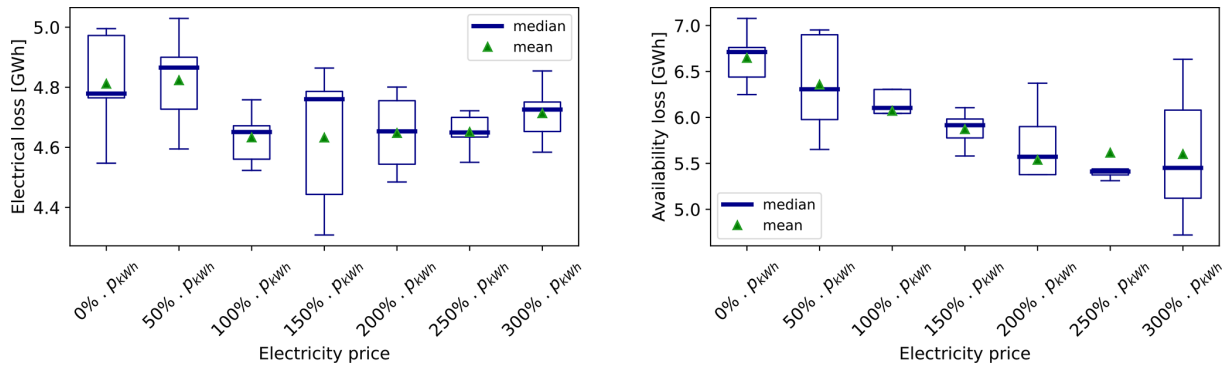 Electrical loss [GWh]
5.0
4.8
4.6
4.4
median
mean
0% . p_kWh
50% . p_kWh
100% . p_kWh
150% . p_kWh
200% . p_kWh
250% . p_kWh
300% . p_kWh
Electricity price
Availability loss [GWh]
7.0
6.5
6.0
5.5
5.0
median
mean
0% . p_kWh
50% . p_kWh
100% . p_kWh
150% . p_kWh
200% . p_kWh
250% . p_kWh
300% . p_kWh
Electricity price